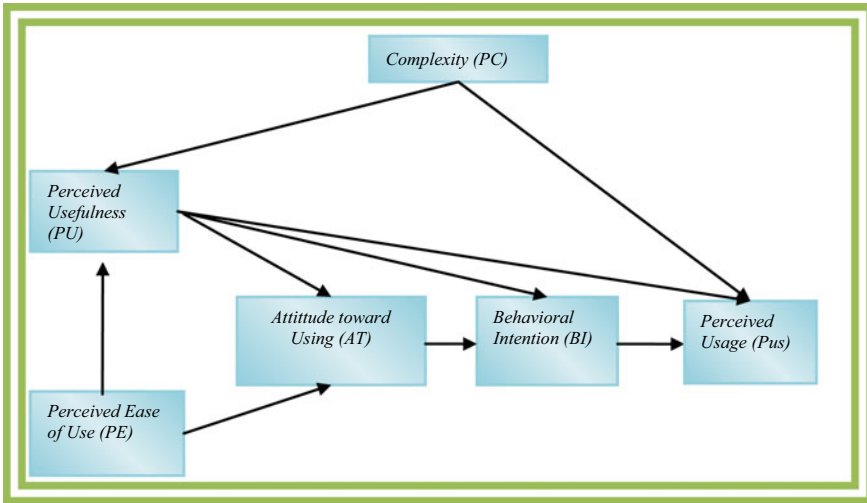 Complexity (PC)
Perceived
Usefulness
(PU)
Attitude toward
Using (AT)
Behavioral
Intention (BI)
Perceived
Usage (Pus)
Perceived Ease
of Use (PE)